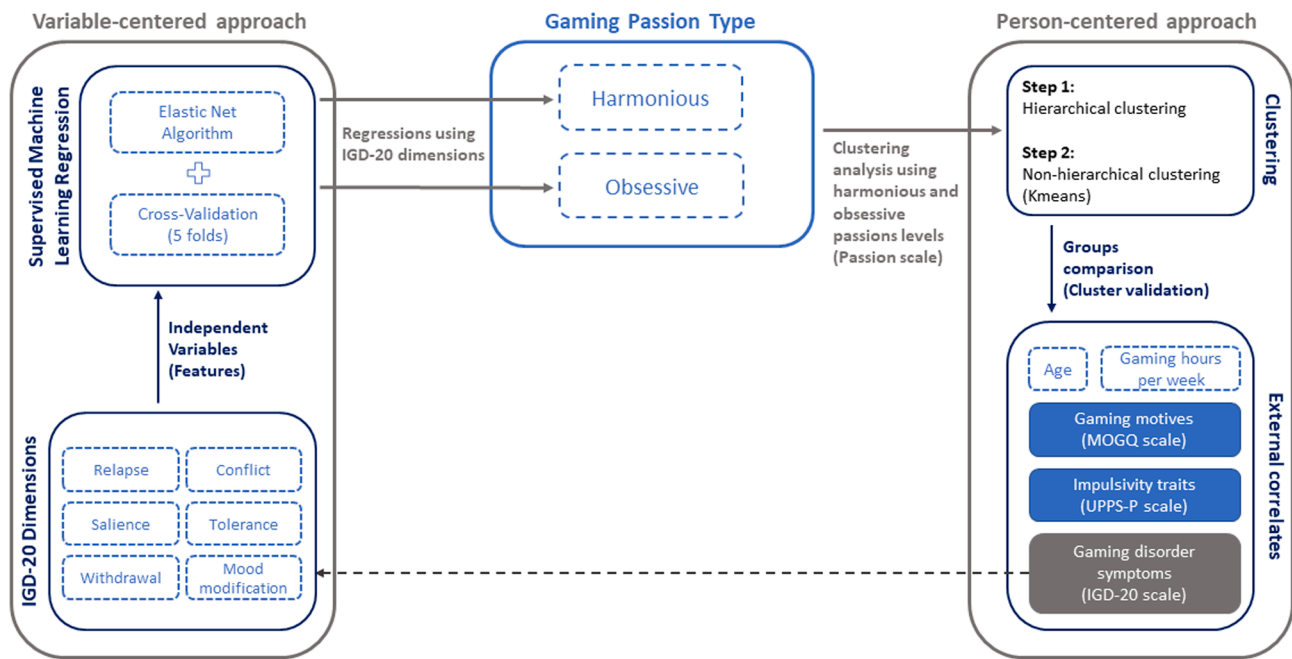 Variable-centered approach
Gaming Passion Type
Person-centered approach
Supervised Machine
Learning Regression
Elastic Net
Algorithm
Cross-Validation
(5 folds)
Independent
Variables
(Features)
IGD-20 Dimensions
Relapse
Conflict
Salience
Tolerance
Withdrawal
Mood
modification
Regressions using
IGD-20 dimensions
Harmonious
Obsessive
Clustering
analysis using
harmonious and
obsessive
passions levels
(Passion scale)
Step 1:
Hierarchical clustering
Step 2:
Non-hierarchical clustering
(Kmeans)
Clustering
Groups
comparison
(Cluster validation)
Age
Gaming hours
per week
Gaming motives
(MOGQ scale)
Impulsivity traits
(UPPS-P scale)
Gaming disorder
symptoms
(IGD-20 scale)
External correlates